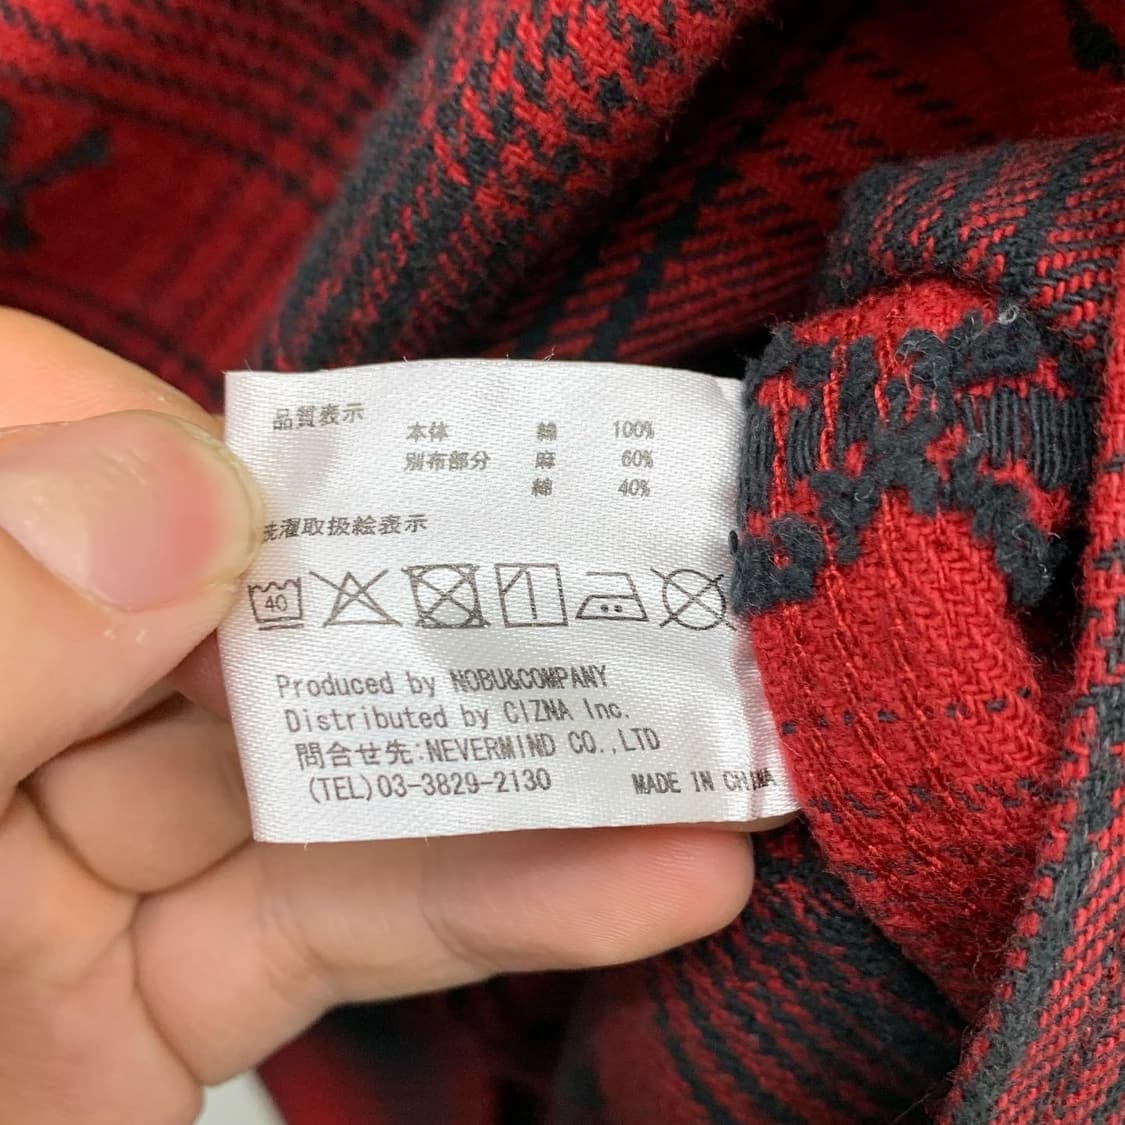 品質表示
本体 綿 100%
別布部分 麻 60%
綿 40%
洗濯取扱絵表示
40
Produced by NOBU&COMPANY
Distributed by CIZNA Inc.
問合せ先:NEVERMIND CO.,LTD
(TEL)03-3829-2130 MADE IN CHINA